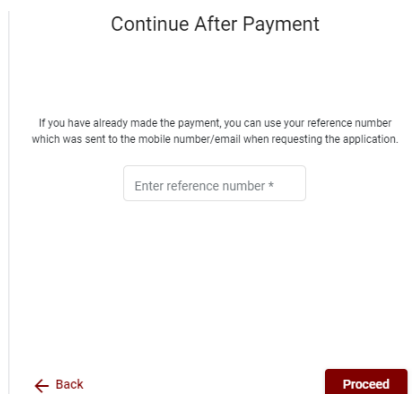 Continue After Payment
If you have already made the payment, you can use your reference number
which was sent to the mobile number/email when requesting the application.
Enter reference number *
Back
Proceed